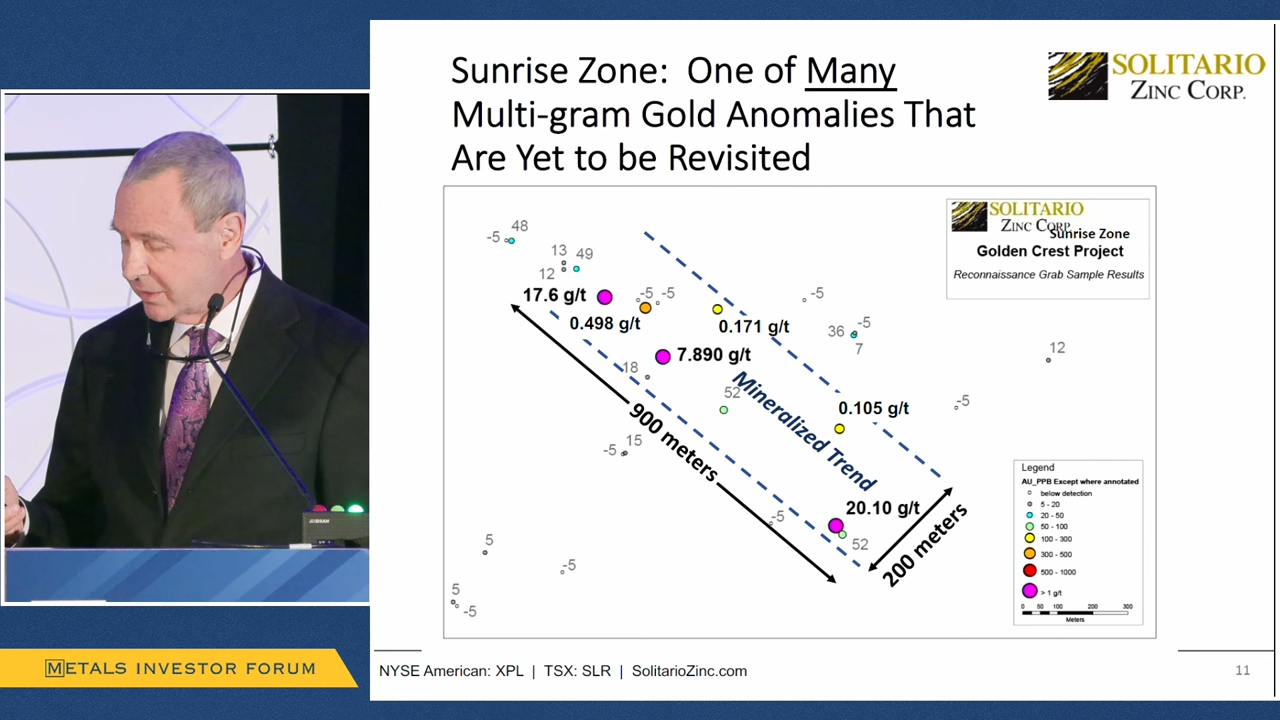 Sunrise Zone: One of Many
Multi-gram Gold Anomalies That
Are Yet to be Revisited
SOLITARIO
ZINC CORP.
SOLITARIO
ZINC CORP.
Sunrise Zone
Golden Crest Project
Reconnaissance Grab Sample Results
48
-5
13
49
12
17.6 g/t
-5
-5
-5
0.498 g/t
0.171 g/t
36
-5
7
12
7.890 g/t
18
52
Mineralized Trend
-5
0.105 g/t
900 meters
-5
15
20.10 g/t
-5
52
200 meters
5
-5
5
-5
Legend
AU_PPB Except where annotated
below detection
5 - 20
20 - 50
50 - 100
100 - 300
300 - 500
500 - 1000
> 1 g/t
0 50 100 200 300
Meters
METALS INVESTOR FORUM
NYSE American: XPL | TSX: SLR | SolitarioZinc.com
11